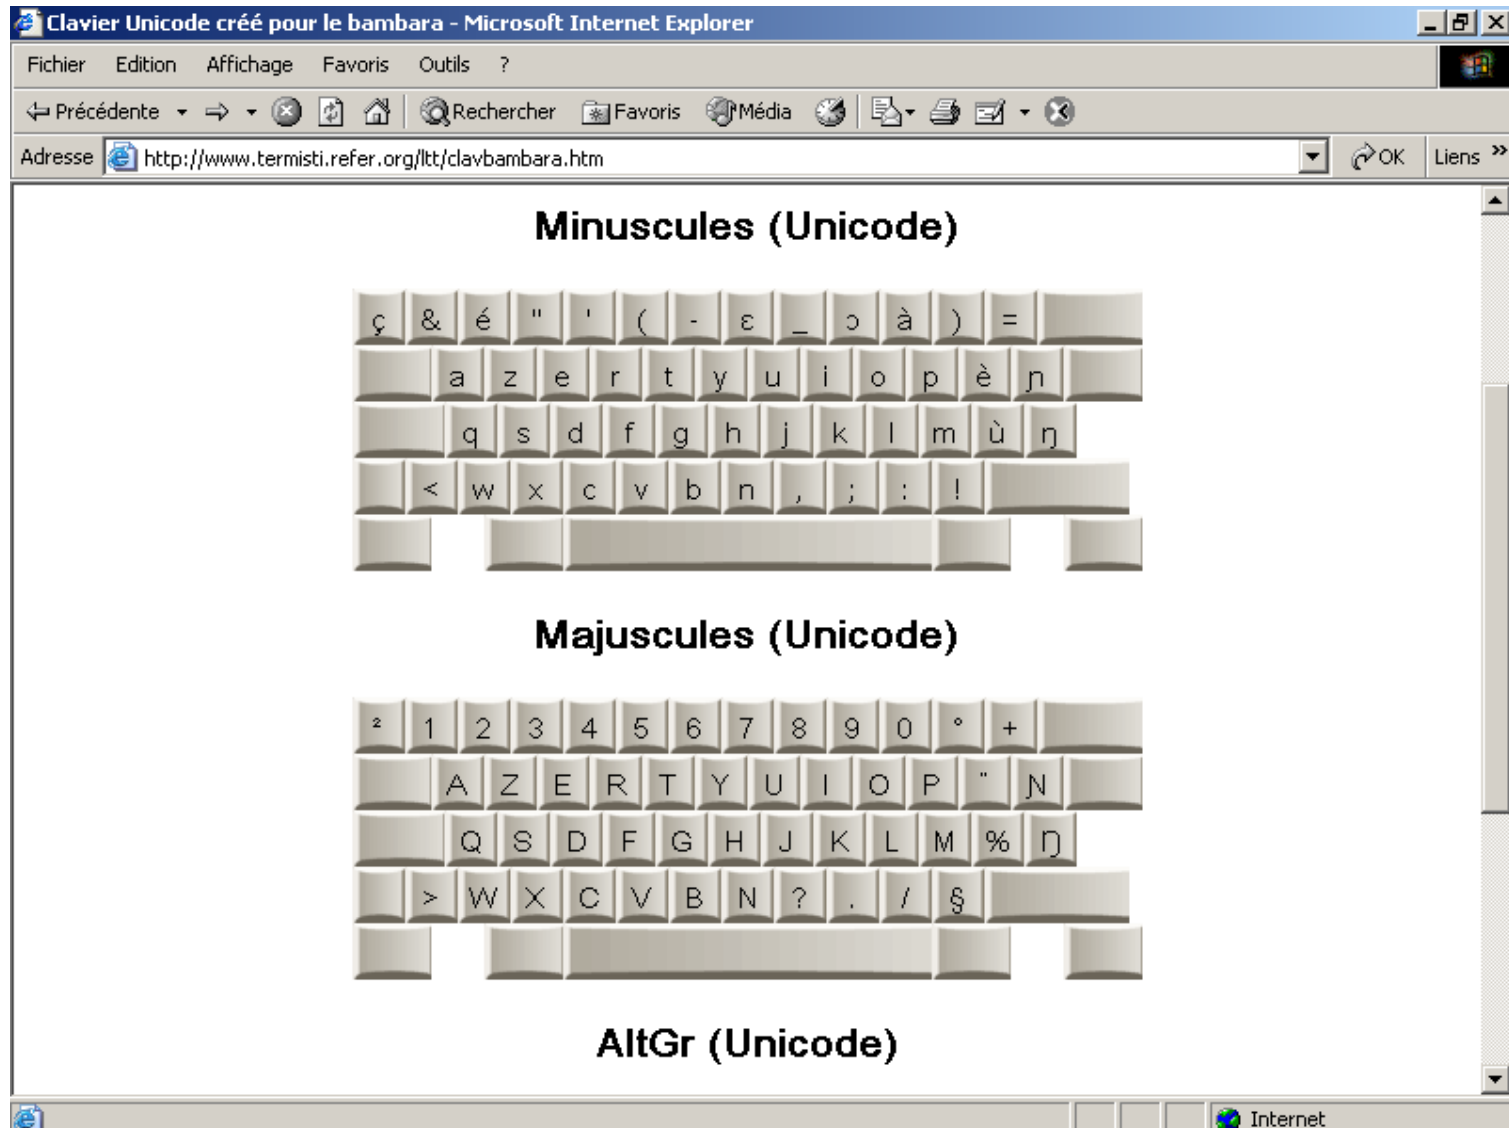 Clavier Unicode créé pour le bambara - Microsoft Internet Explorer
Fichier Edition Affichage Favoris Outils ?
Précédente Rechercher Favoris Média
Adresse http://www.termisti.refer.org/ltt/clavbambara.htm OK Liens »
Minuscules (Unicode)
ç & é " ' ( - ɛ _ ɔ à ) =
a z e r t y u i o p è ɲ
q s d f g h j k l m ù ŋ
< w x c v b n , ; : !
Majuscules (Unicode)
² 1 2 3 4 5 6 7 8 9 0 ° +
A Z E R T Y U I O P ¨ Ɲ
Q S D F G H J K L M % Ŋ
> W X C V B N ? . / §
AltGr (Unicode)
Internet